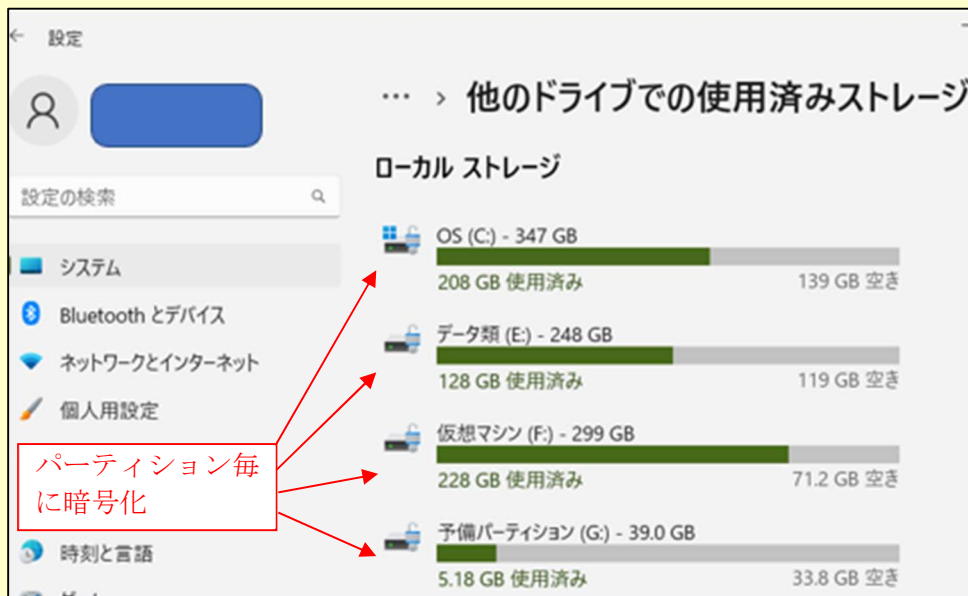 設定
… › 他のドライブでの使用済みストレージ
ローカル ストレージ
設定の検索
OS (C:) - 347 GB
208 GB 使用済み
139 GB 空き
システム
Bluetooth とデバイス
データ類 (E:) - 248 GB
128 GB 使用済み
119 GB 空き
ネットワークとインターネット
個人用設定
仮想マシン (F:) - 299 GB
228 GB 使用済み
71.2 GB 空き
パーティション毎
に暗号化
予備パーティション (G:) - 39.0 GB
5.18 GB 使用済み
33.8 GB 空き
時刻と言語